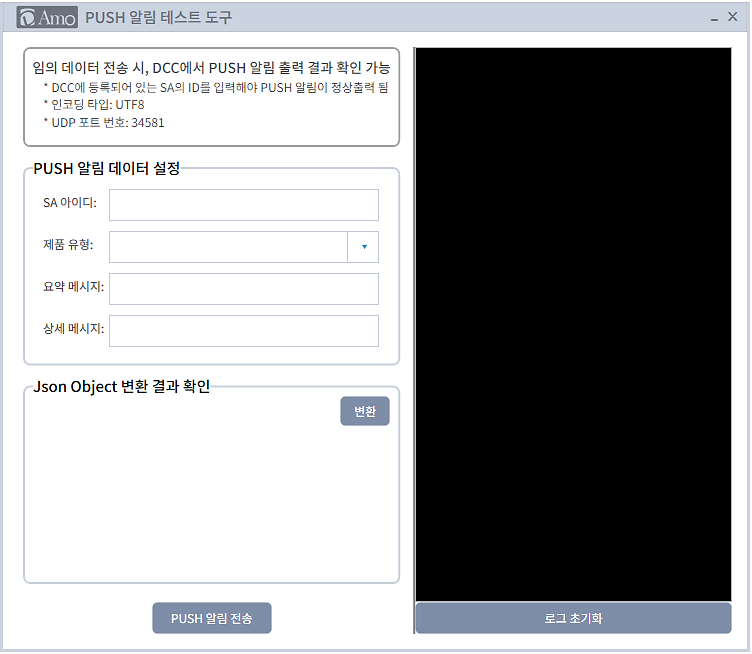 Amo PUSH 알림 테스트 도구
임의 데이터 전송 시, DCC에서 PUSH 알림 출력 결과 확인 가능
* DCC에 등록되어 있는 SA의 ID를 입력해야 PUSH 알림이 정상출력 됨
* 인코딩 타입: UTF8
* UDP 포트 번호: 34581
PUSH 알림 데이터 설정
SA 아이디:
제품 유형:
요약 메시지:
상세 메시지:
Json Object 변환 결과 확인
변환
PUSH 알림 전송
로그 초기화